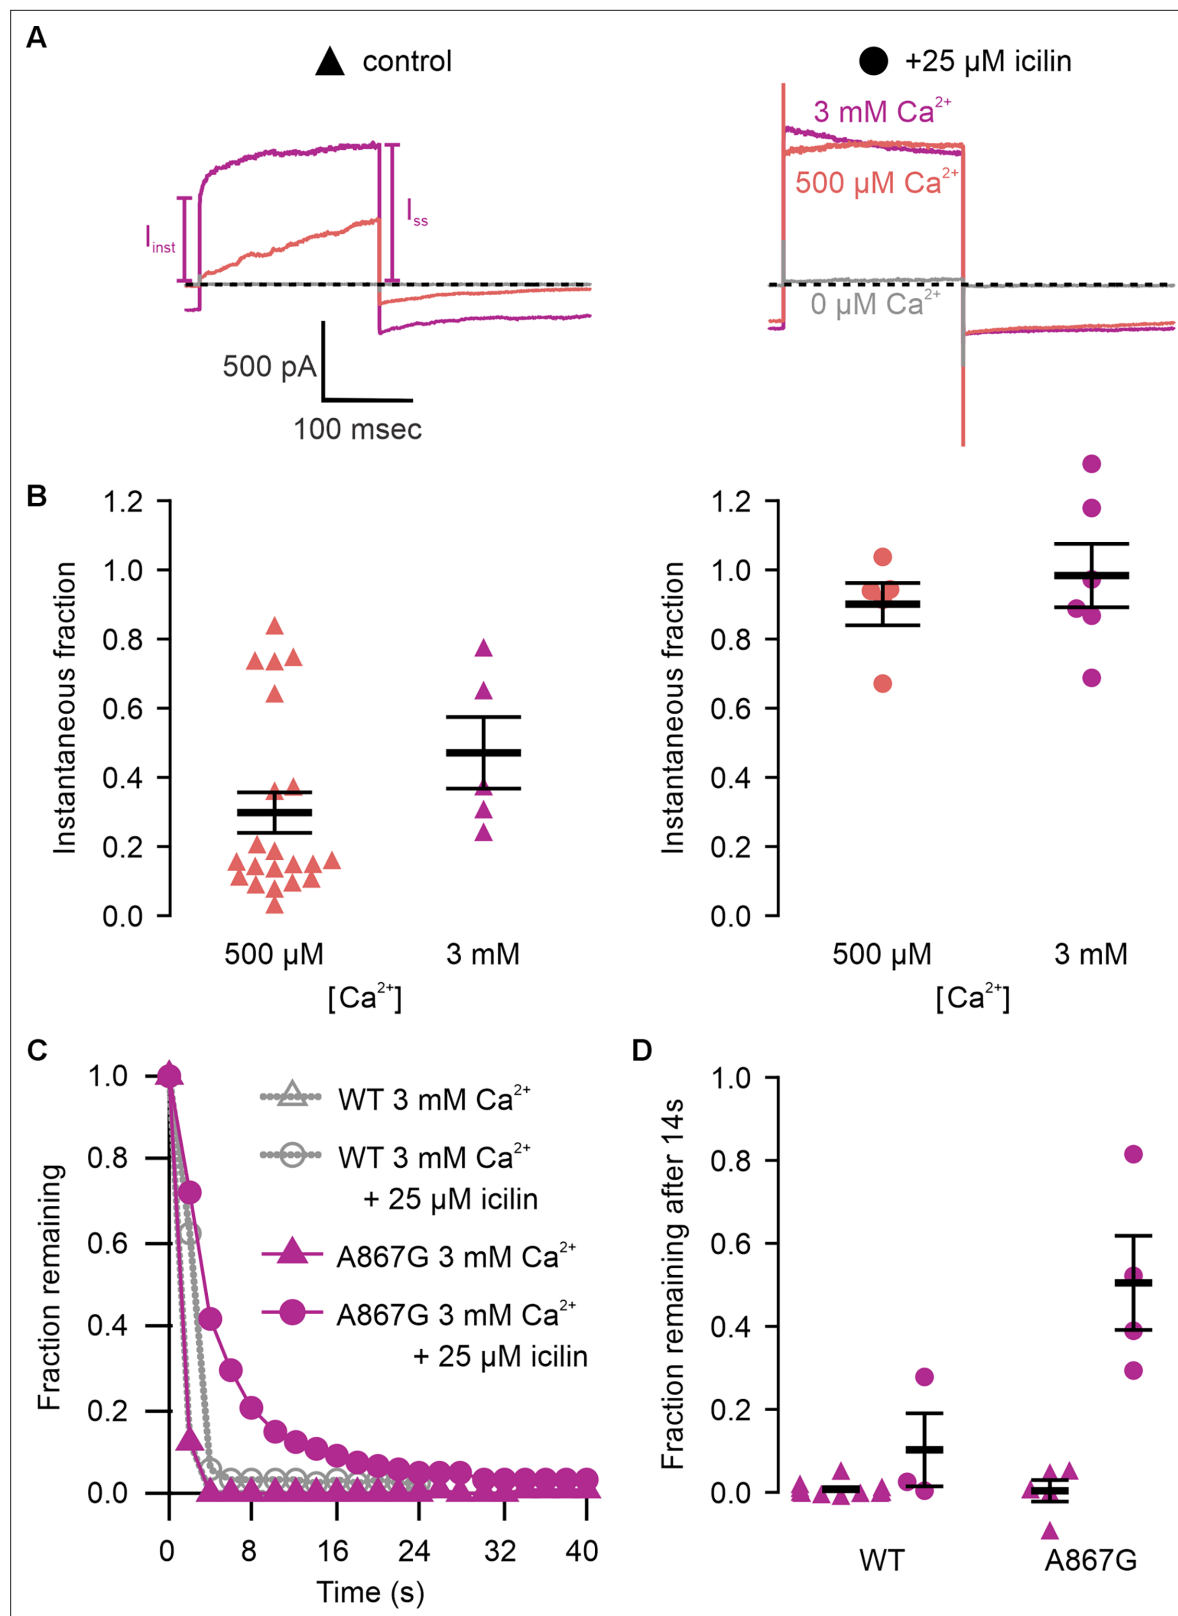 A
control
+25 µM icilin
3 mM Ca²⁺
500 µM Ca²⁺
0 µM Ca²⁺
I inst
I ss
500 pA
100 msec
B
Instantaneous fraction
1.2
1.0
0.8
0.6
0.4
0.2
0.0
500 µM
3 mM
[Ca²⁺]
Instantaneous fraction
1.2
1.0
0.8
0.6
0.4
0.2
0.0
500 µM
3 mM
[Ca²⁺]
C
Fraction remaining
1.0
0.8
0.6
0.4
0.2
0.0
0
8
16
24
32
40
Time (s)
WT 3 mM Ca²⁺
WT 3 mM Ca²⁺
+ 25 µM icilin
A867G 3 mM Ca²⁺
A867G 3 mM Ca²⁺
+ 25 µM icilin
D
Fraction remaining after 14s
1.0
0.8
0.6
0.4
0.2
0.0
WT
A867G